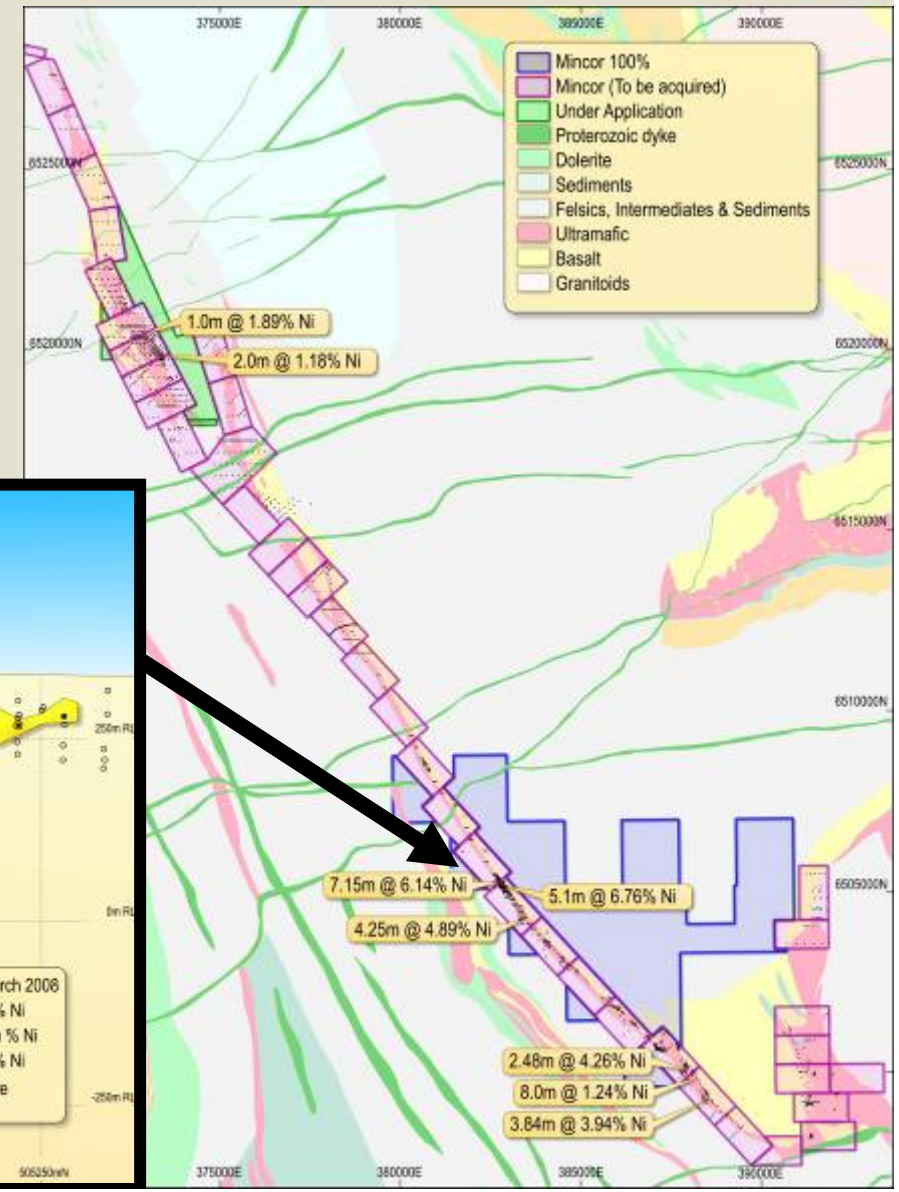 375000E
380000E
385000E
390000E
Mincor 100%
Mincor (To be acquired)
Under Application
Proterozoic dyke
Dolerite
Sediments
Felsics, Intermediates & Sediments
Ultramafic
Basalt
Granitoids
6525000N
6525000N
1.0m @ 1.89% Ni
2.0m @ 1.18% Ni
6520000N
6520000N
6515000N
6510000N
250m RL
7.15m @ 6.14% Ni
5.1m @ 6.76% Ni
6505000N
4.25m @ 4.89% Ni
0m RL
rch 2008
% Ni
% Ni
% Ni
e
2.48m @ 4.26% Ni
8.0m @ 1.24% Ni
3.84m @ 3.94% Ni
-250m RL
375000E
380000E
385000E
390000E